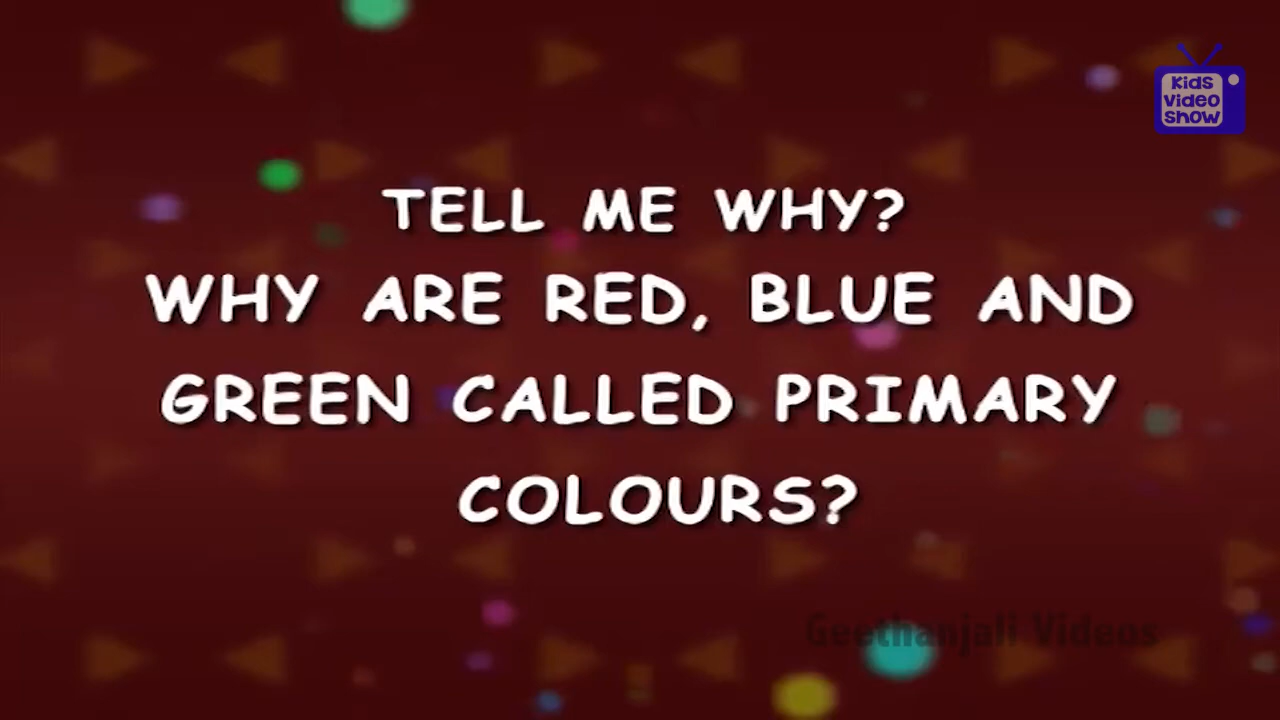 Kids
Video
Show
TELL ME WHY?
WHY ARE RED, BLUE AND
GREEN CALLED PRIMARY
COLOURS?
Geethanjali Videos